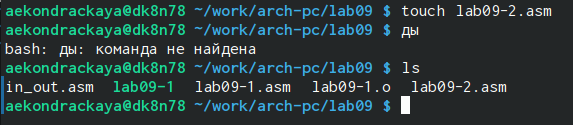 aekondrackaya@dk8n78 ~/work/arch-pc/lab09 $ touch lab09-2.asm
aekondrackaya@dk8n78 ~/work/arch-pc/lab09 $ ды
bash: ды: команда не найдена
aekondrackaya@dk8n78 ~/work/arch-pc/lab09 $ ls
in_out.asm  lab09-1  lab09-1.asm  lab09-1.o  lab09-2.asm
aekondrackaya@dk8n78 ~/work/arch-pc/lab09 $